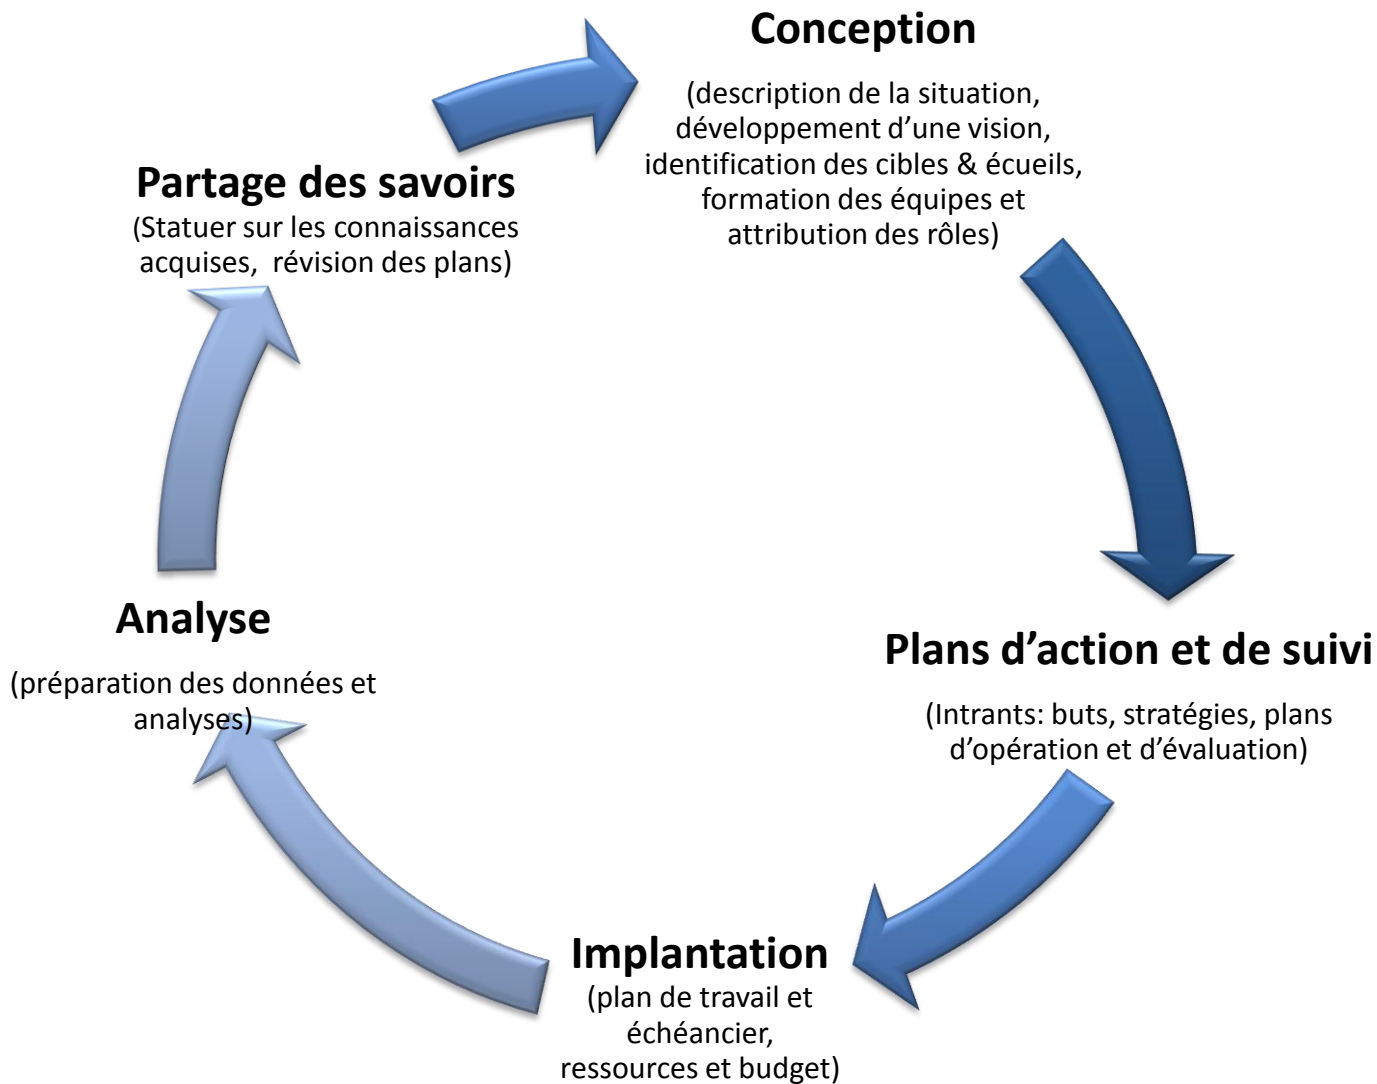 Conception
(description de la situation,
développement d’une vision,
identification des cibles & écueils,
formation des équipes et
attribution des rôles)
Plans d’action et de suivi
(Intrants: buts, stratégies, plans
d’opération et d’évaluation)
Implantation
(plan de travail et
échéancier,
ressources et budget)
Analyse
(préparation des données et
analyses)
Partage des savoirs
(Statuer sur les connaissances
acquises, révision des plans)